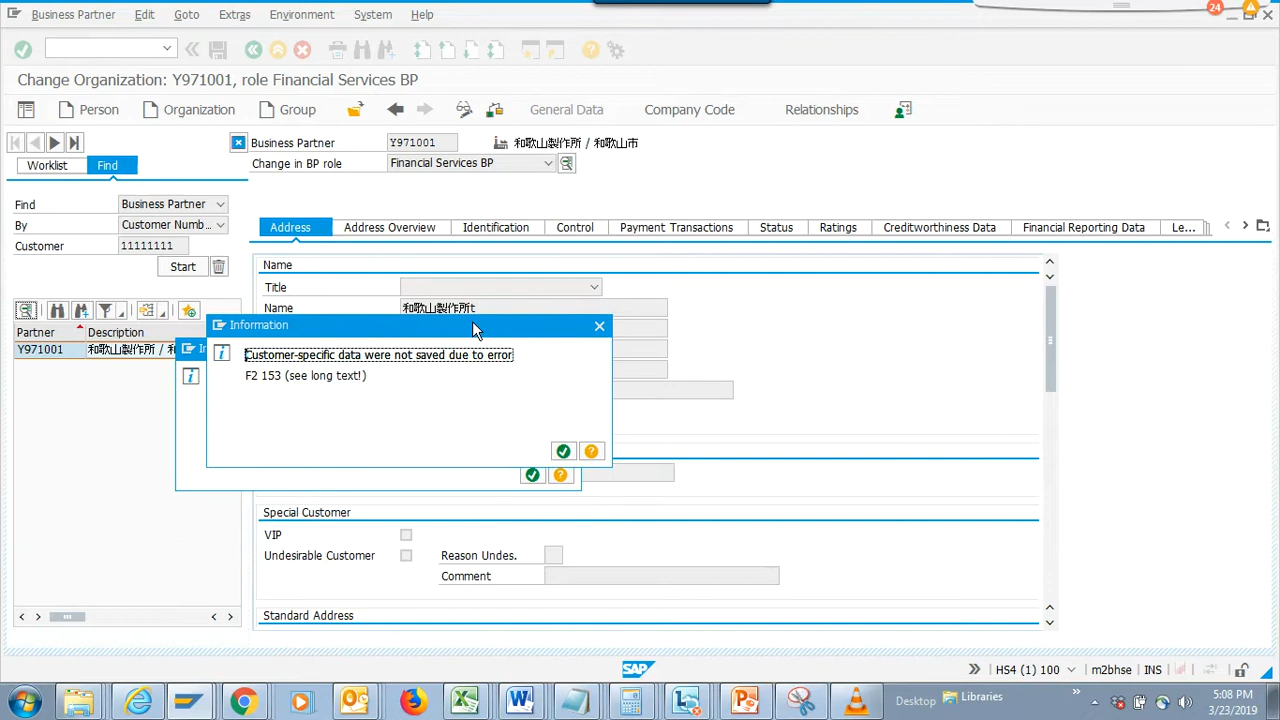 Business Partner Edit Goto Extras Environment System Help
24
Change Organization: Y971001, role Financial Services BP
Person Organization Group General Data Company Code Relationships
Business Partner Y971001 和歌山製作所 / 和歌山市
Worklist Find Change in BP role Financial Services BP
Find Business Partner
By Customer Numb...
Customer 11111111
Start
Address Address Overview Identification Control Payment Transactions Status Ratings Creditworthiness Data Financial Reporting Data Le...
Name
Title
Name 和歌山製作所t
Partner Description
Y971001 和歌山製作所 / 和
Information
Customer-specific data were not saved due to error
F2 153 (see long text!)
Special Customer
VIP
Undesirable Customer Reason Undes.
Comment
Standard Address
SAP HS4 (1) 100 m2bhse INS
Desktop Libraries » 5:08 PM
3/23/2019